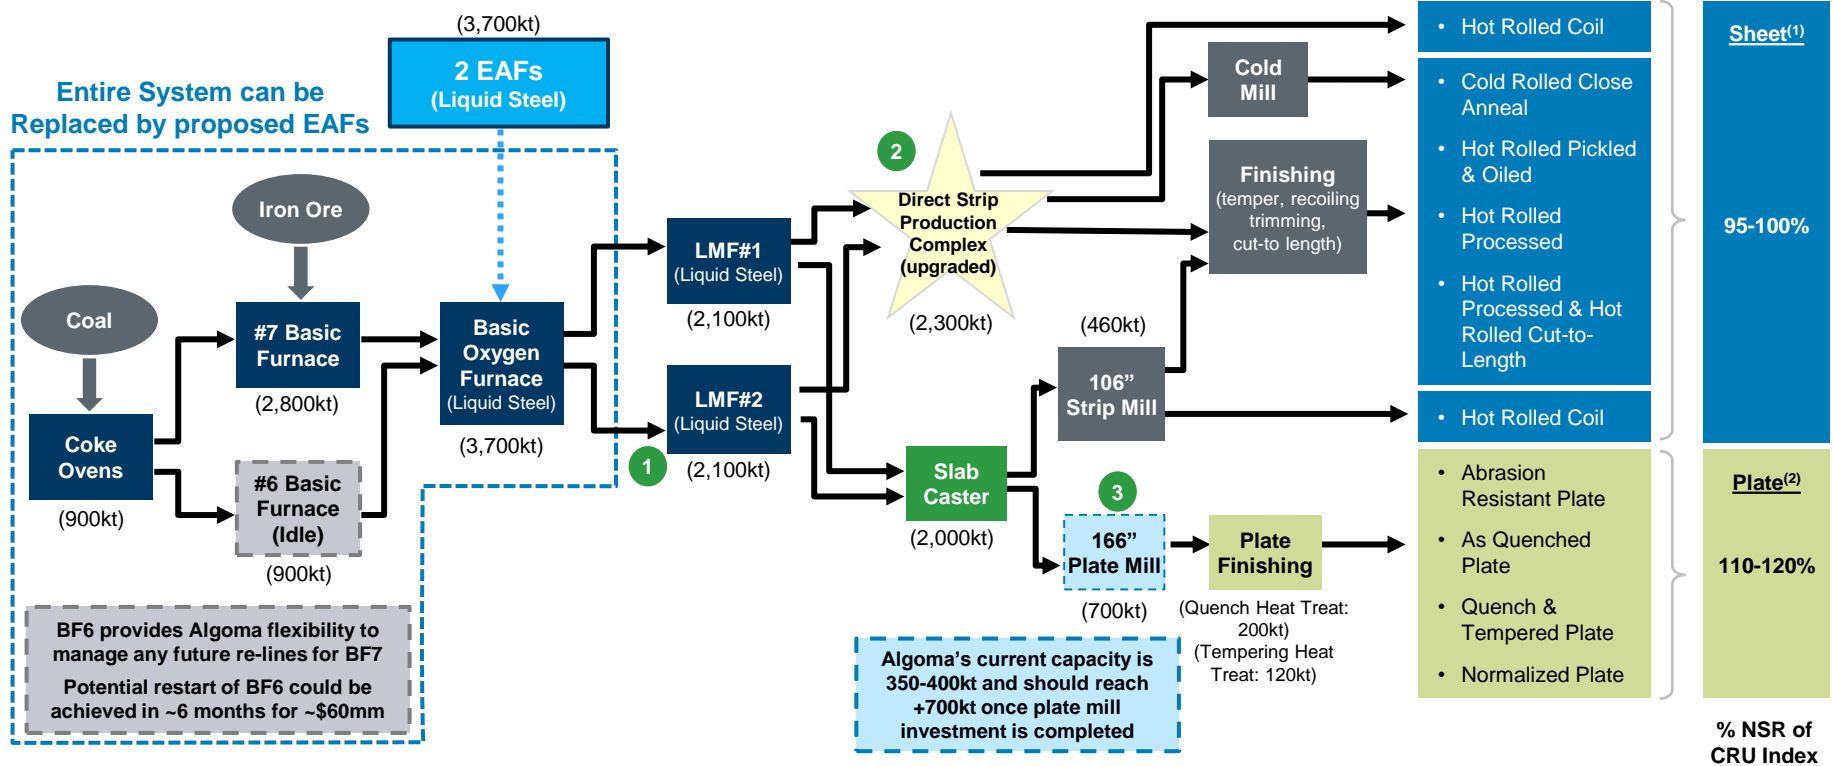 (3,700kt)
2 EAFs
(Liquid Steel)
Entire System can be
Replaced by proposed EAFs
Iron Ore
Coal
#7 Basic
Furnace
(2,800kt)
Coke
Ovens
(900kt)
#6 Basic
Furnace
(Idle)
(900kt)
Basic
Oxygen
Furnace
(Liquid Steel)
(3,700kt)
BF6 provides Algoma flexibility to
manage any future re-lines for BF7
Potential restart of BF6 could be
achieved in ~6 months for ~$60mm
LMF#1
(Liquid Steel)
(2,100kt)
LMF#2
(Liquid Steel)
(2,100kt)
1
2
Direct Strip
Production
Complex
(upgraded)
(2,300kt)
Slab
Caster
(2,000kt)
Cold
Mill
Finishing
(temper, recoiling
trimming,
cut-to length)
(460kt)
106”
Strip Mill
3
166”
Plate Mill
(700kt)
Plate
Finishing
(Quench Heat Treat:
200kt)
(Tempering Heat
Treat: 120kt)
Algoma’s current capacity is
350-400kt and should reach
+700kt once plate mill
investment is completed
• Hot Rolled Coil
• Cold Rolled Close
Anneal
• Hot Rolled Pickled
& Oiled
• Hot Rolled
Processed
• Hot Rolled
Processed & Hot
Rolled Cut-to-
Length
• Hot Rolled Coil
• Abrasion
Resistant Plate
• As Quenched
Plate
• Quench &
Tempered Plate
• Normalized Plate
Sheet(1)
95-100%
Plate(2)
110-120%
% NSR of
CRU Index